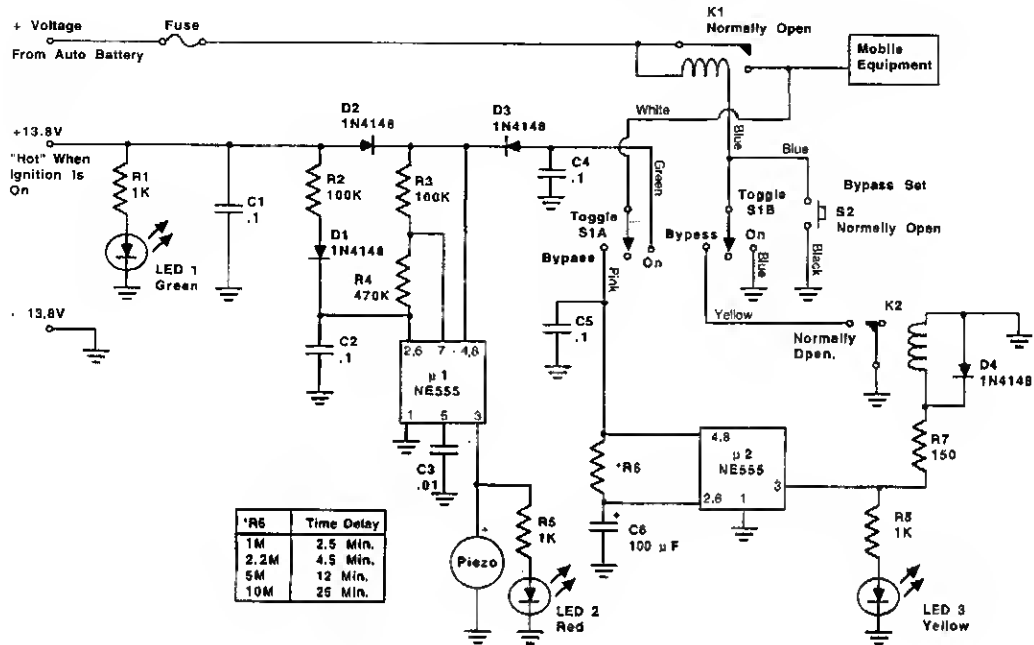 K1
Normally Open
+ Voltage
Fuse
From Auto Battery
Mobile
Equipment
White
D2
1N4148
D3
1N4148
+13.8V
"Hot" When
Ignition Is
On
R1
1K
C1
.1
R2
100K
R3
100K
C4
.1
Green
Blue
Blue
Bypass Set
S2
Normally Open
Toggle
S1A
Toggle
S1B
Bypass
On
Bypass
On
Blue
Black
D1
1N4148
LED 1
Green
R4
470K
Pink
Yellow
K2
Normally
Dpen.
- 13.8V
C2
.1
C5
.1
D4
1N4148
2,6 7 4,8
µ 1
NE555
1 5 3
4,8
µ2
NE555
2,6 1 3
R7
150
C3
.01
*R6
+
C6
100 µF
R5
1K
R8
1K
+
Piezo
LED 2
Red
LED 3
Yellow
*R6 Time Delay
1M 2.5 Min.
2.2M 4.5 Min.
5M 12 Min.
10M 25 Min.